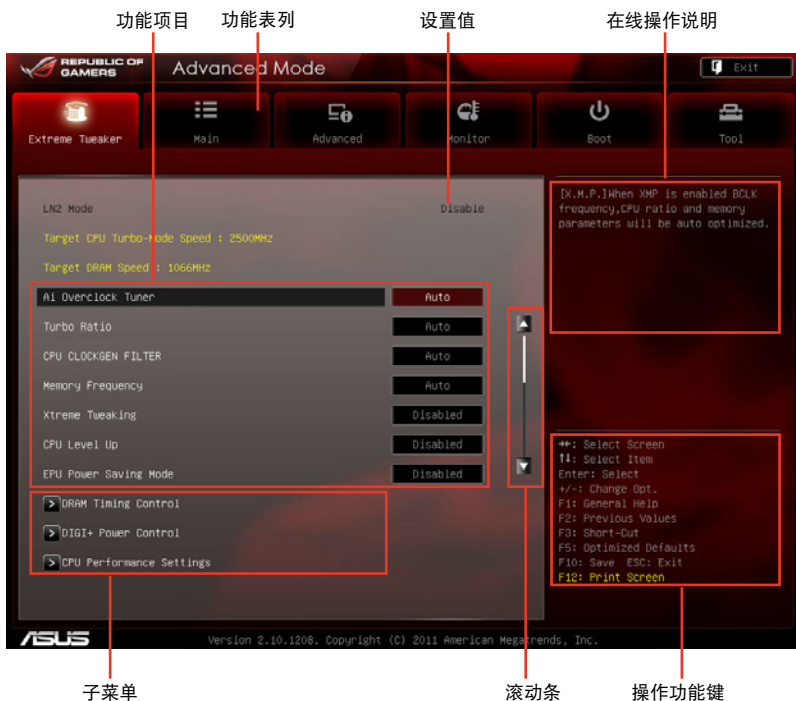 功能项目
功能表列
设置值
在线操作说明
REPUBLIC OF
GAMERS
Advanced Mode
Exit
Extreme Tweaker
Main
Advanced
Monitor
Boot
Tool
LN2 Mode
Disable
Target CPU Turbo-Mode Speed : 2500MHz
Target DRAM Speed : 1066MHz
Ai Overclock Tuner
Auto
Turbo Ratio
Auto
CPU CLOCKGEN FILTER
Auto
Memory Frequency
Auto
Xtreme Tweaking
Disabled
CPU Level Up
Disabled
EPU Power Saving Mode
Disabled
DRAM Timing Control
DIGI+ Power Control
CPU Performance Settings
[X.M.P.]When XMP is enabled BCLK
frequency,CPU ratio and memory
parameters will be auto optimized.
→←: Select Screen
↑↓: Select Item
Enter: Select
+/-: Change Opt.
F1: General Help
F2: Previous Values
F3: Short-Cut
F5: Optimized Defaults
F10: Save ESC: Exit
F12: Print Screen
ASUS
Version 2.10.1208. Copyright (C) 2011 American Megatrends, Inc.
子菜单
滚动条
操作功能键